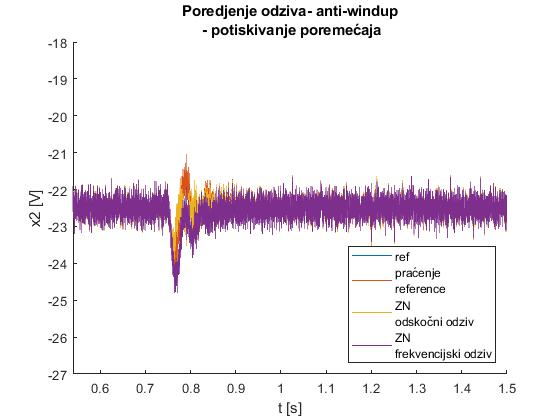 Poredjenje odziva- anti-windup
- potiskivanje poremećaja
-18
-19
-20
-21
-22
-23
-24
-25
-26
-27
x2 [V]
0.6
0.7
0.8
0.9
1
1.1
1.2
1.3
1.4
1.5
t [s]
ref
praćenje
reference
ZN
odskočni odziv
ZN
frekvencijski odziv